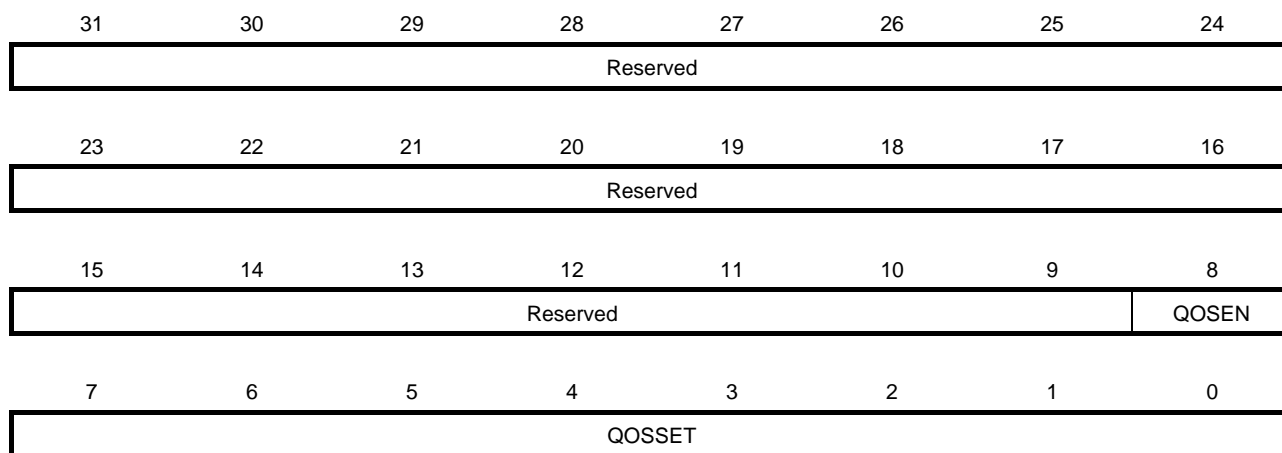 31 30 29 28 27 26 25 24
Reserved
23 22 21 20 19 18 17 16
Reserved
15 14 13 12 11 10 9 8
Reserved QOSEN
7 6 5 4 3 2 1 0
QOSSET